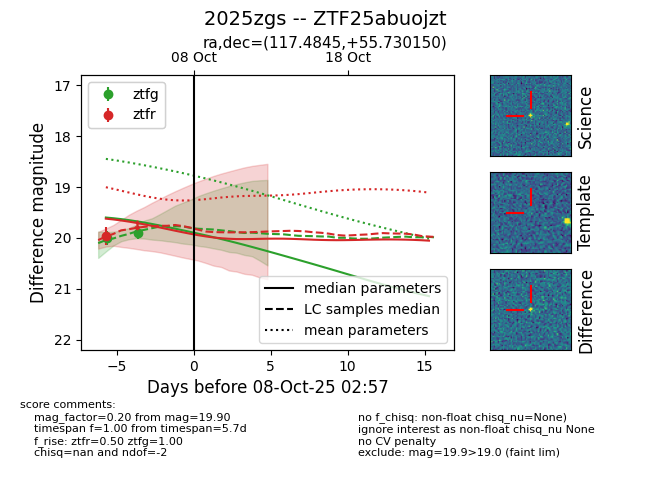 2025zgs -- ZTF25abuojzt
ra,dec=(117.4845,+55.730150)
08 Oct
18 Oct
ztfg
ztfr
17
18
19
20
21
22
Difference magnitude
median parameters
LC samples median
mean parameters
−5
0
5
10
15
Days before 08-Oct-25 02:57
Science
Template
Difference
score comments:
mag_factor=0.20 from mag=19.90
timespan f=1.00 from timespan=5.7d
f_rise: ztfr=0.50 ztfg=1.00
chisq=nan and ndof=-2
no f_chisq: non-float chisq_nu=None)
ignore interest as non-float chisq_nu None
no CV penalty
exclude: mag=19.9>19.0 (faint lim)